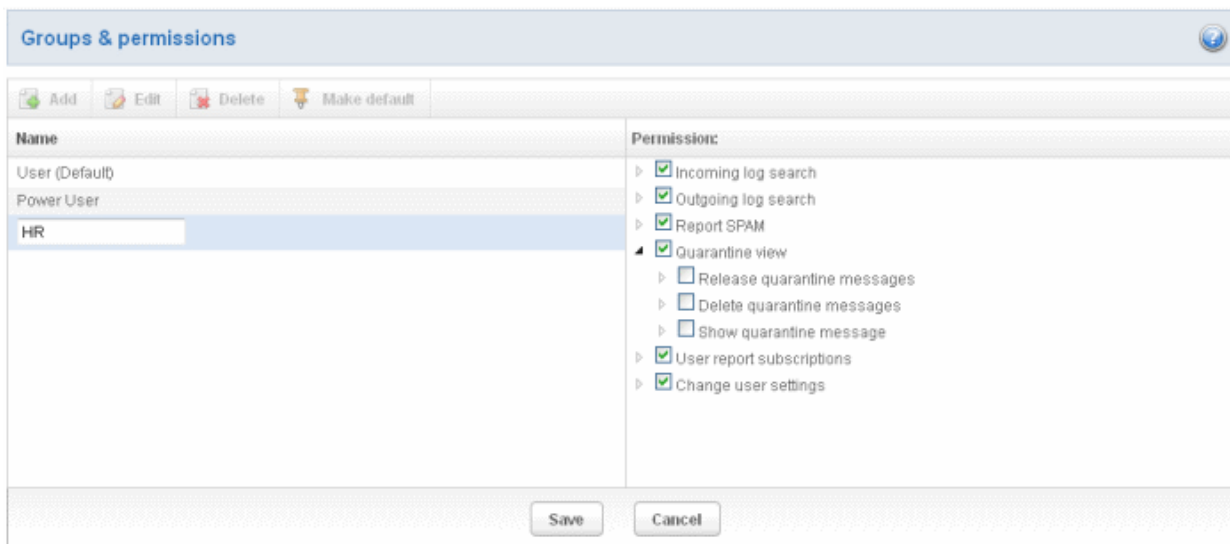 Groups & permissions
Add Edit Delete Make default
Name
Permission:
User (Default)
Power User
HR
Incoming log search
Outgoing log search
Report SPAM
Quarantine view
Release quarantine messages
Delete quarantine messages
Show quarantine message
User report subscriptions
Change user settings
Save Cancel